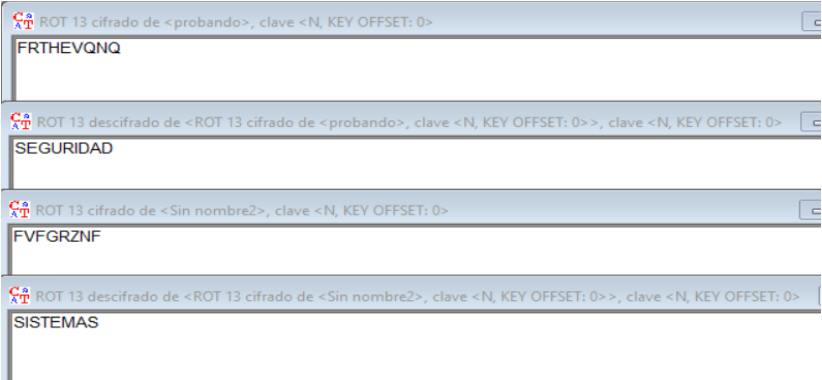 ROT 13 cifrado de <probando>, clave <N, KEY OFFSET: 0>
FRTHEVQNQ
ROT 13 descifrado de <ROT 13 cifrado de <probando>, clave <N, KEY OFFSET: 0>>, clave <N, KEY OFFSET: 0>
SEGURIDAD
ROT 13 cifrado de <Sin nombre2>, clave <N, KEY OFFSET: 0>
FVFGRZNF
ROT 13 descifrado de <ROT 13 cifrado de <Sin nombre2>, clave <N, KEY OFFSET: 0>>, clave <N, KEY OFFSET: 0>
SISTEMAS